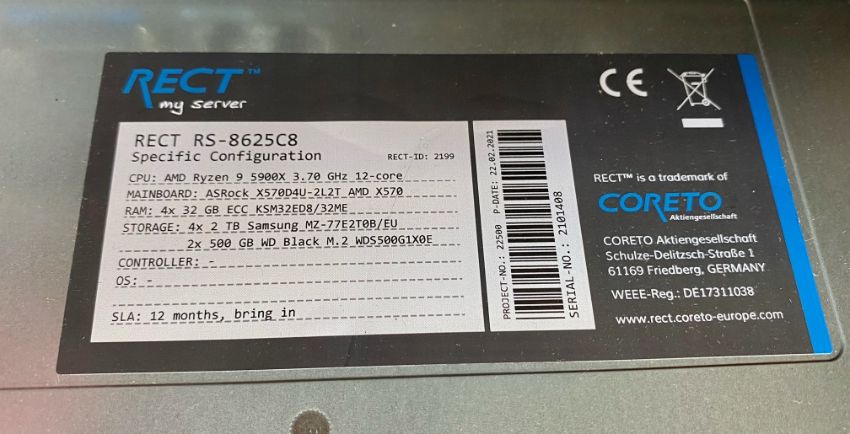 RECT™
my server
RECT RS-8625C8
Specific Configuration
RECT-ID: 2199
CPU: AMD Ryzen 9 5900X 3.70 GHz 12-core
MAINBOARD: ASRock X570D4U-2L2T AMD X570
RAM: 4x 32 GB ECC KSM32ED8/32ME
STORAGE: 4x 2 TB Samsung MZ-77E2T0B/EU
2x 500 GB WD Black M.2 WDS500G1X0E
CONTROLLER: -
OS: -
SLA: 12 months, bring in
PROJECT-NO.: 22500 P-DATE: 22.02.2021
SERIAL-NO.: 2101408
CE
RECT™ is a trademark of
CORETO
Aktiengesellschaft
CORETO Aktiengesellschaft
Schulze-Delitzsch-Straße 1
61169 Friedberg, GERMANY
WEEE-Reg.: DE17311038
www.rect.coreto-europe.com